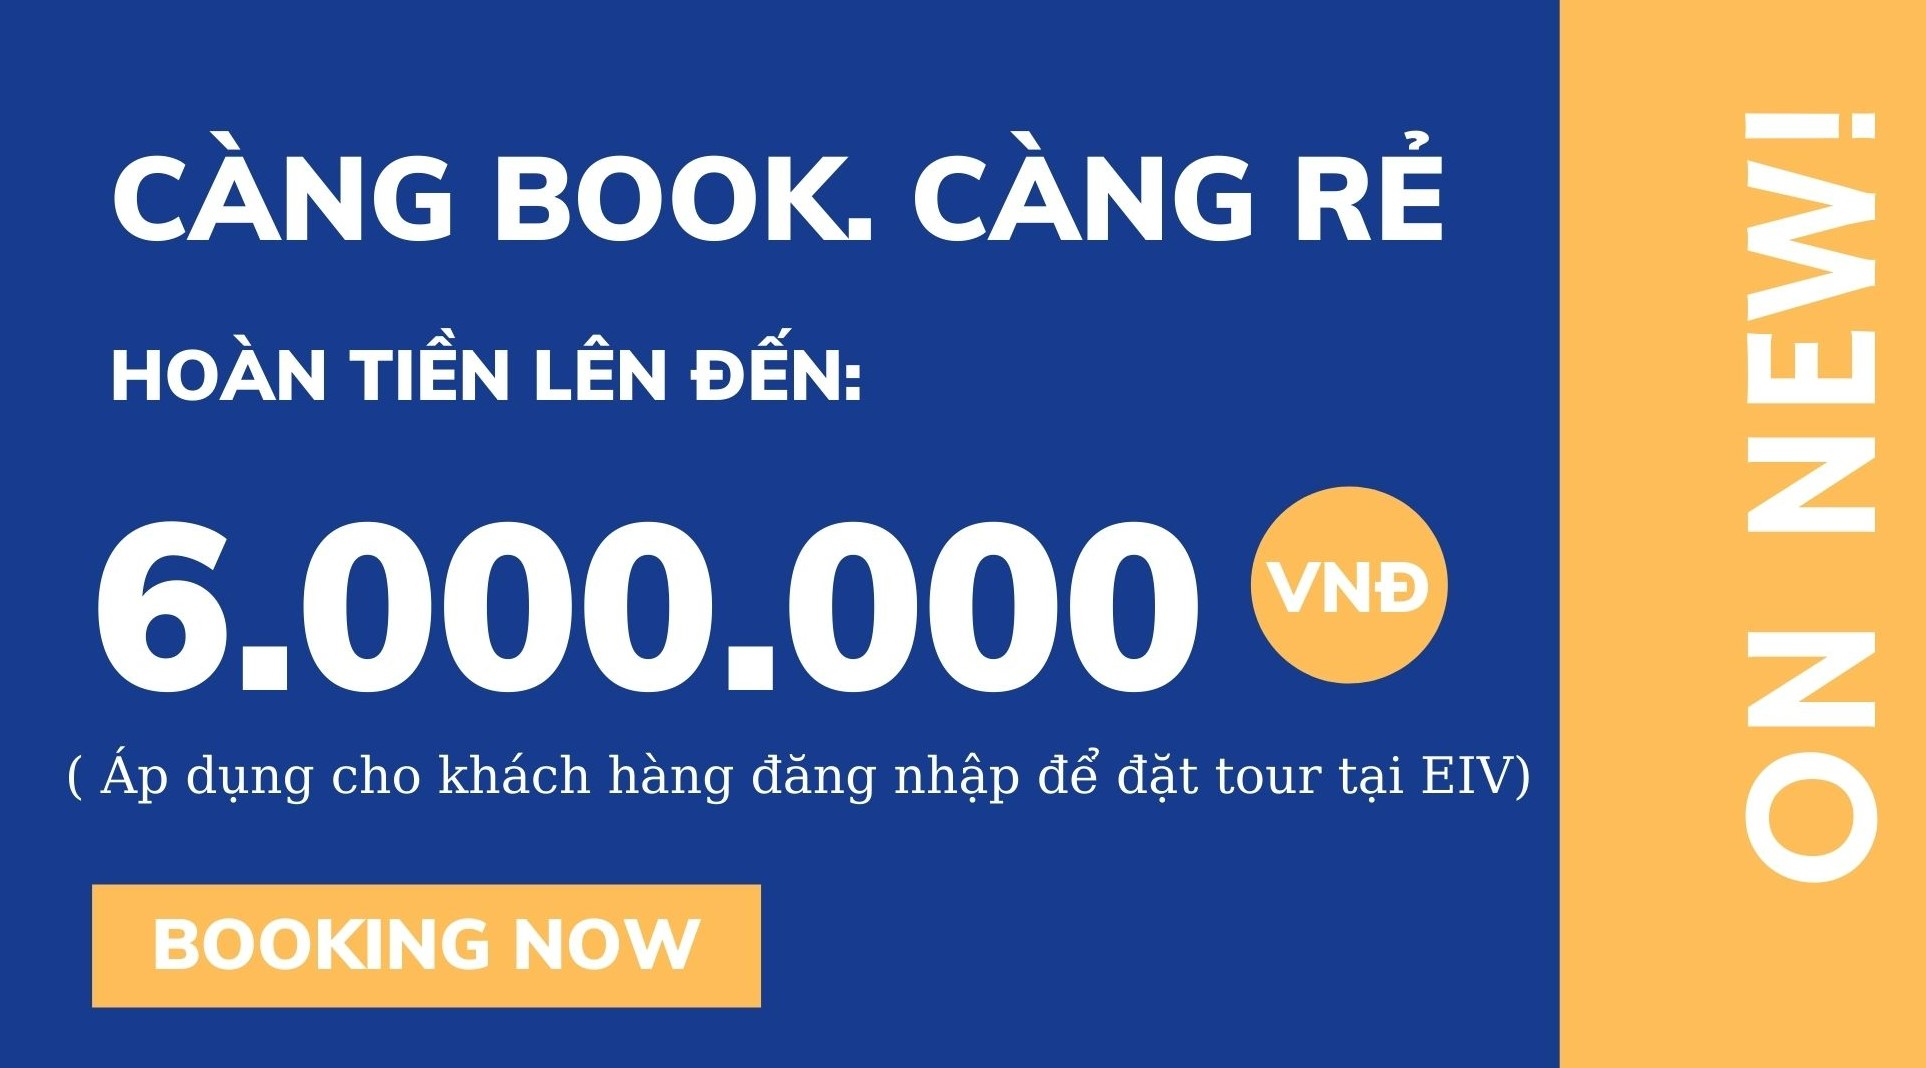 CÀNG BOOK. CÀNG RẺ
HOÀN TIỀN LÊN ĐẾN:
6.000.000 VNĐ
( Áp dụng cho khách hàng đăng nhập để đặt tour tại EIV)
BOOKING NOW
ON NEW!